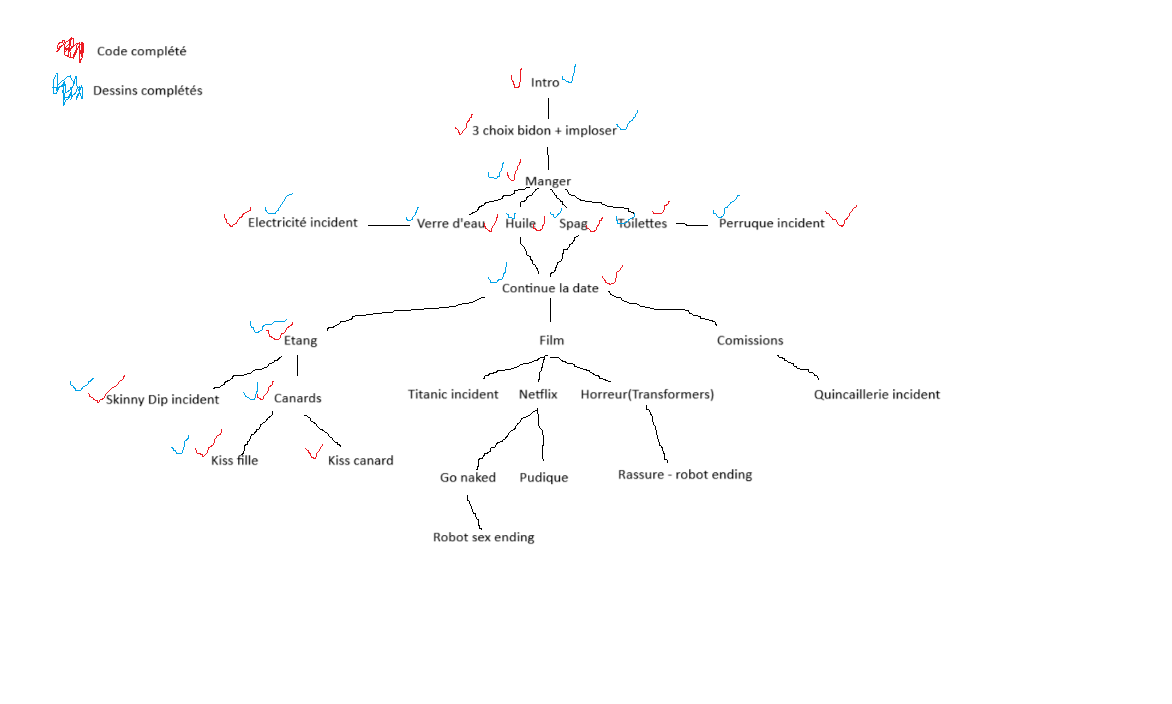 Code complété
Dessins complétés
Intro
3 choix bidon + imploser
Manger
Electricité incident
Verre d'eau
Huile
Spag
Toilettes
Perruque incident
Continue la date
Etang
Film
Comissions
Skinny Dip incident
Canards
Titanic incident
Netflix
Horreur(Transformers)
Quincaillerie incident
Kiss fille
Kiss canard
Go naked
Pudique
Rassure - robot ending
Robot sex ending